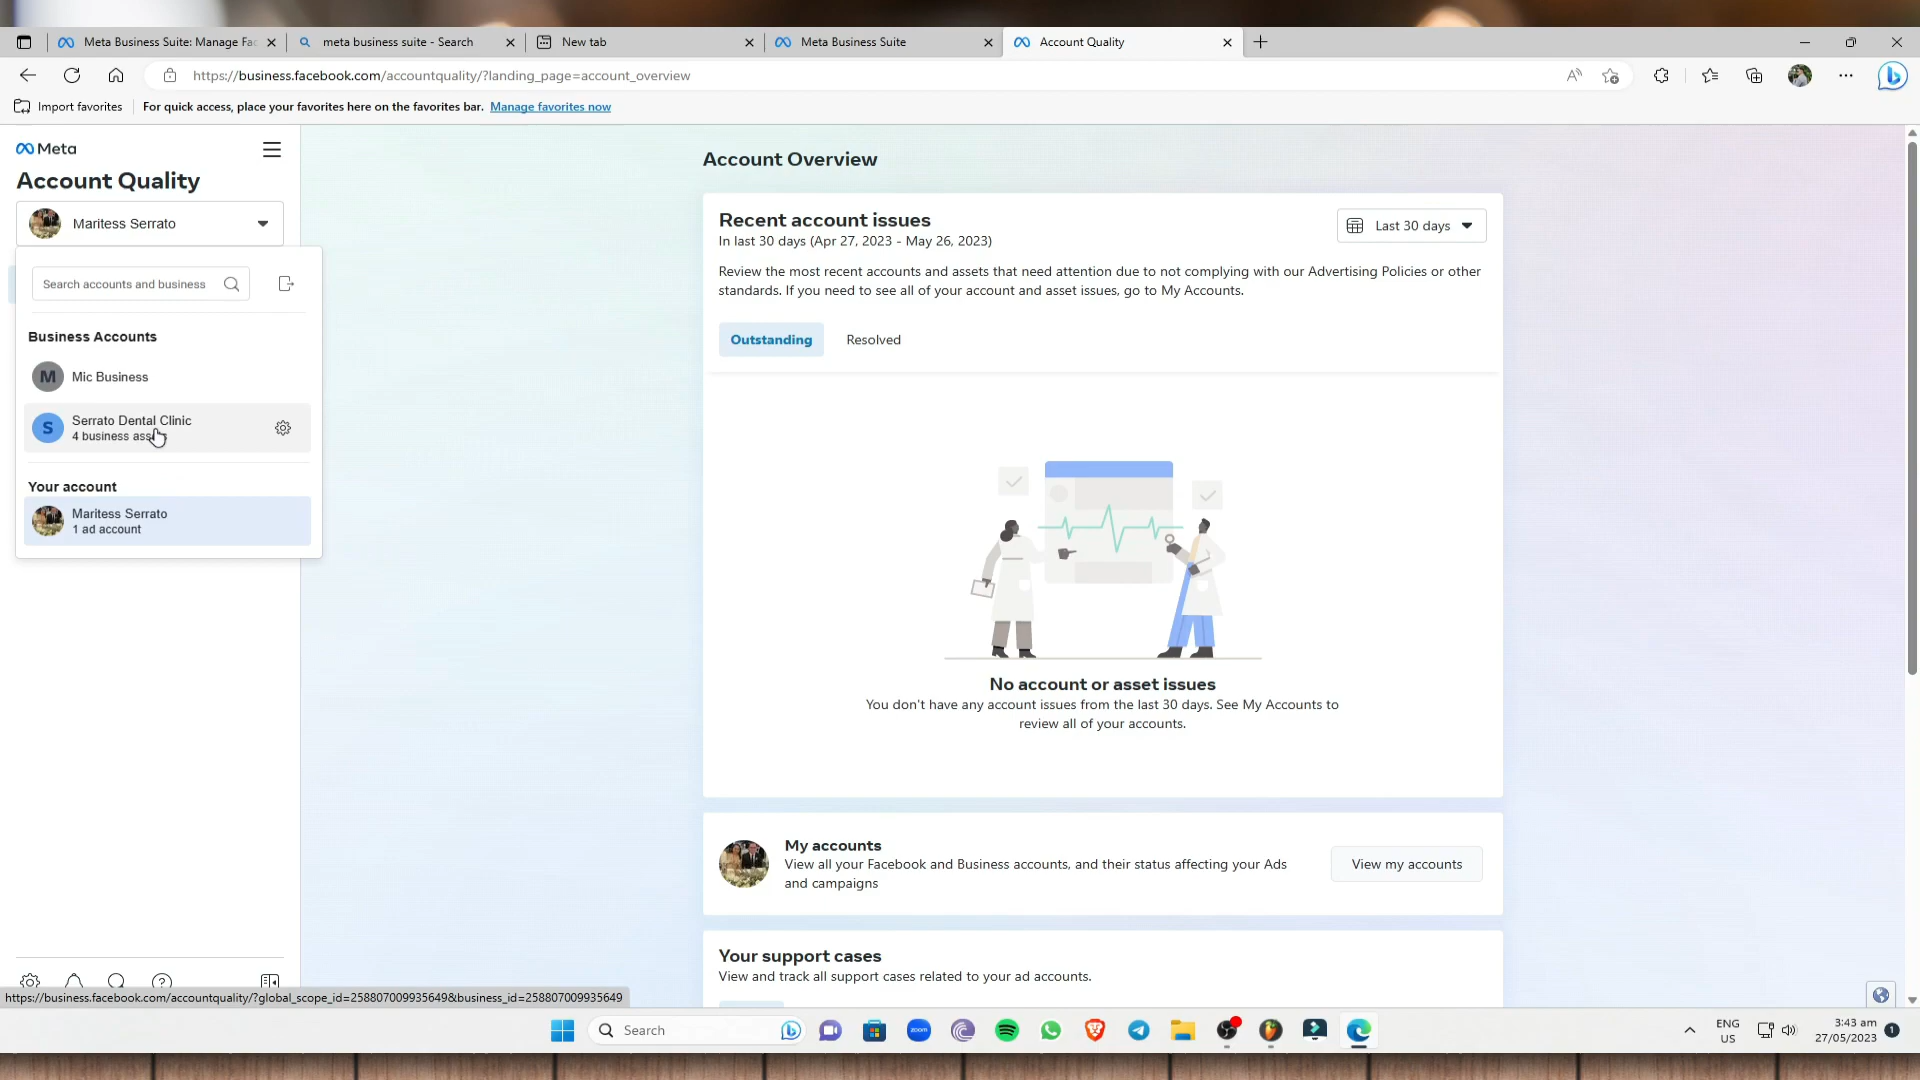 Meta Business Suite: Manage Fac
meta business suite - Search
New tab
Meta Business Suite
Account Quality
https://business.facebook.com/accountquality/?landing_page=account_overview
Import favorites
For quick access, place your favorites here on the favorites bar. Manage favorites now
Meta
Account Quality
Maritess Serrato
Search accounts and business
Business Accounts
M
Mic Business
S
Serrato Dental Clinic
4 business
Your account
Maritess Serrato
1 ad account
Account Overview
Recent account issues
In last 30 days (Apr 27, 2023 - May 26, 2023)
Last 30 days
Review the most recent accounts and assets that need attention due to not complying with our Advertising Policies or other
standards. If you need to see all of your account and asset issues, go to My Accounts.
Outstanding
Resolved
No account or asset issues
You don't have any account issues from the last 30 days. See My Accounts to
review all of your accounts.
My accounts
View all your Facebook and Business accounts, and their status affecting your Ads
and campaigns
View my accounts
Your support cases
View and track all support cases related to your ad accounts.
https://business.facebook.com/accountquality/?global_scope_id=258807009935649&business_id=258807009935649
Search
zoom
ENG
US
3:43 am
27/05/2023
1